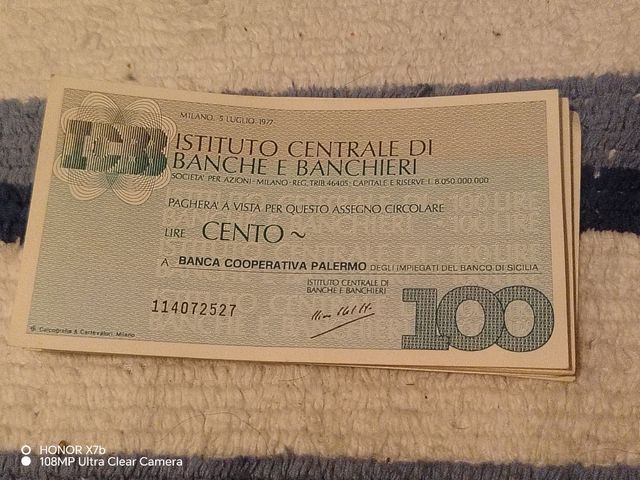 MILANO, 5 LUGLIO 1977
ICBB
ISTITUTO CENTRALE DI
BANCHE E BANCHIERI
SOCIETA' PER AZIONI - MILANO - REG. TRIB. 46405 - CAPITALE E RISERVE L. 8.050.000.000
PAGHERA' A VISTA PER QUESTO ASSEGNO CIRCOLARE
LIRE CENTO ~
A BANCA COOPERATIVA PALERMO DEGLI IMPIEGATI DEL BANCO DI SICILIA
ISTITUTO CENTRALE DI
BANCHE E BANCHIERI
114072527
100
Calcografia & Cartevalori, Milano
HONOR X7b
108MP Ultra Clear Camera